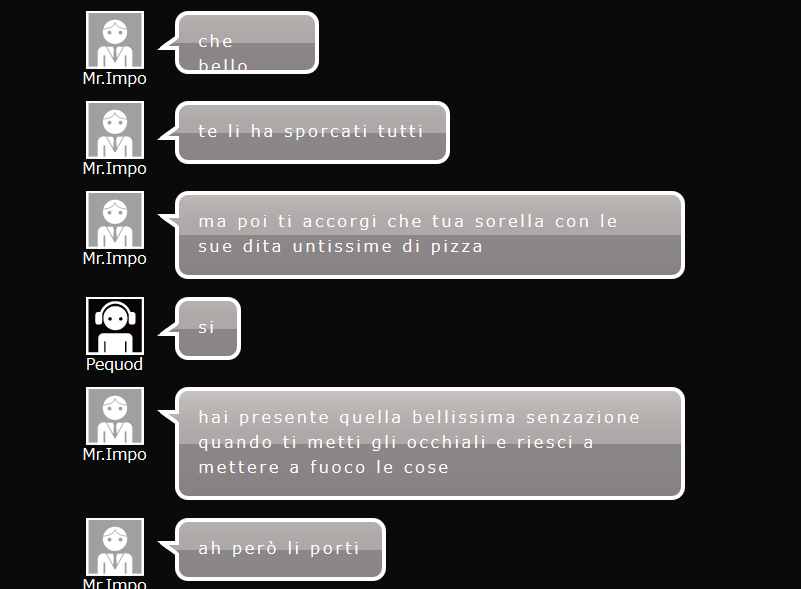 che
bello
Mr.Impo
te li ha sporcati tutti
Mr.Impo
ma poi ti accorgi che tua sorella con le
sue dita untissime di pizza
Mr.Impo
si
Pequod
hai presente quella bellissima senzazione
quando ti metti gli occhiali e riesci a
mettere a fuoco le cose
Mr.Impo
ah però li porti
Mr.Impo